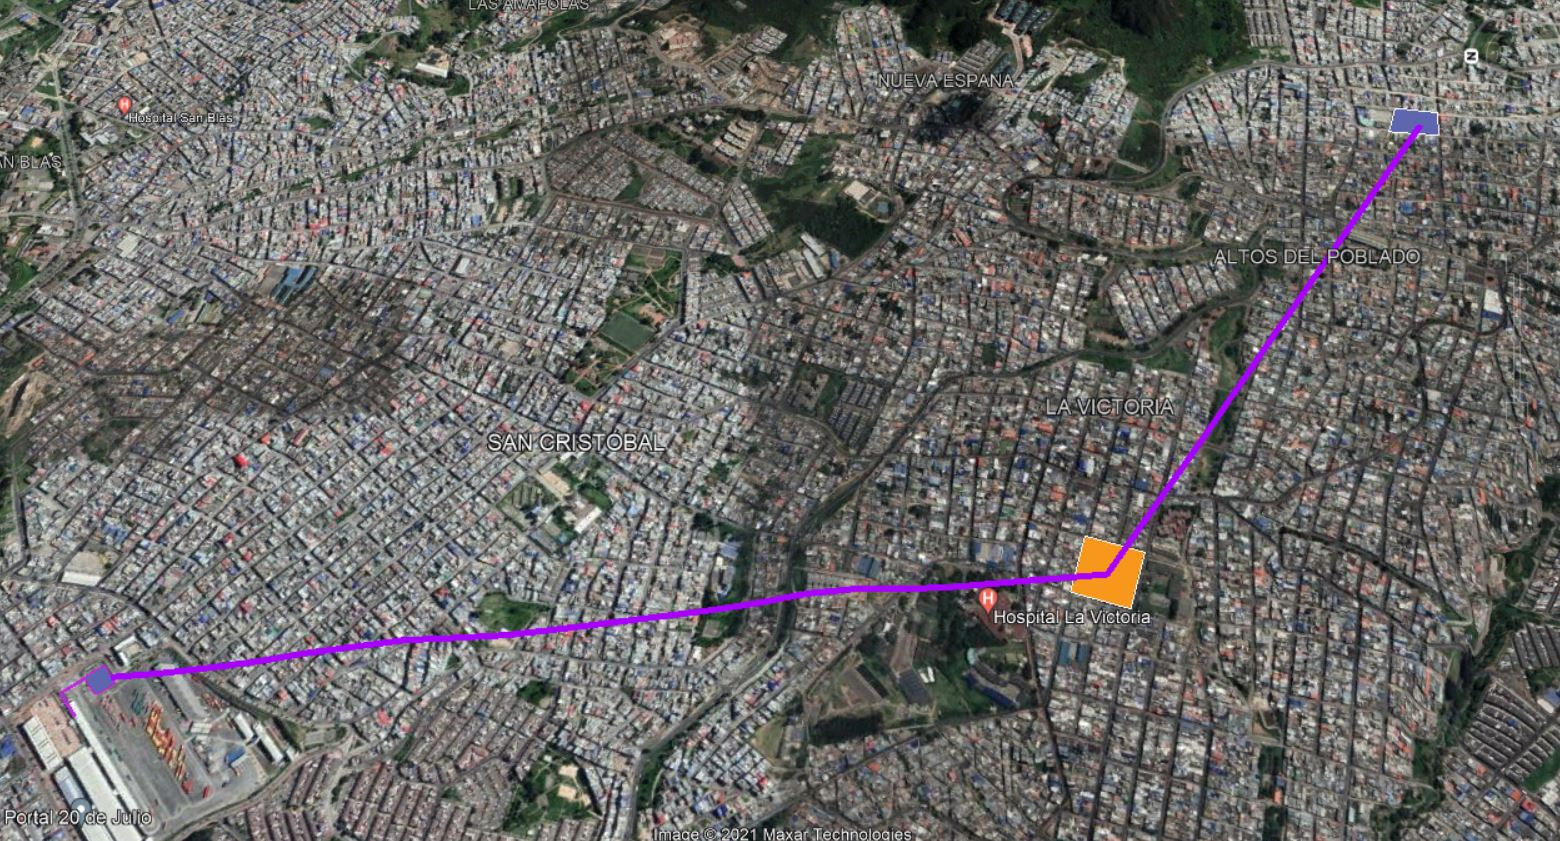 LAS AMAPOLAS
NUEVA ESPANA
H
Hospital San Blas
AN BLAS
ALTOS DEL POBLADO
LA VICTORIA
SAN CRISTOBAL
H
Hospital La Victoria
Portal 20 de Julio
Image © 2021 Maxar Technologies